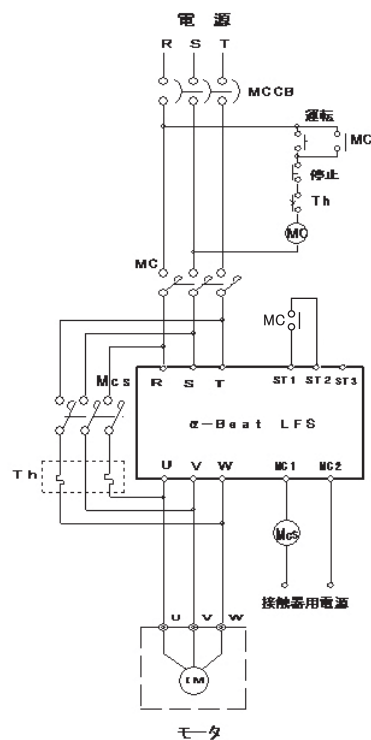 電 源
R S T
MCCB
運転
MC
停止
Th
MC
MC
MC
Mcs
R S T ST1 ST2 ST3
α-Beat LFS
Th
U V W MC1 MC2
Mcs
接触器用電源
U V W
IM
モータ